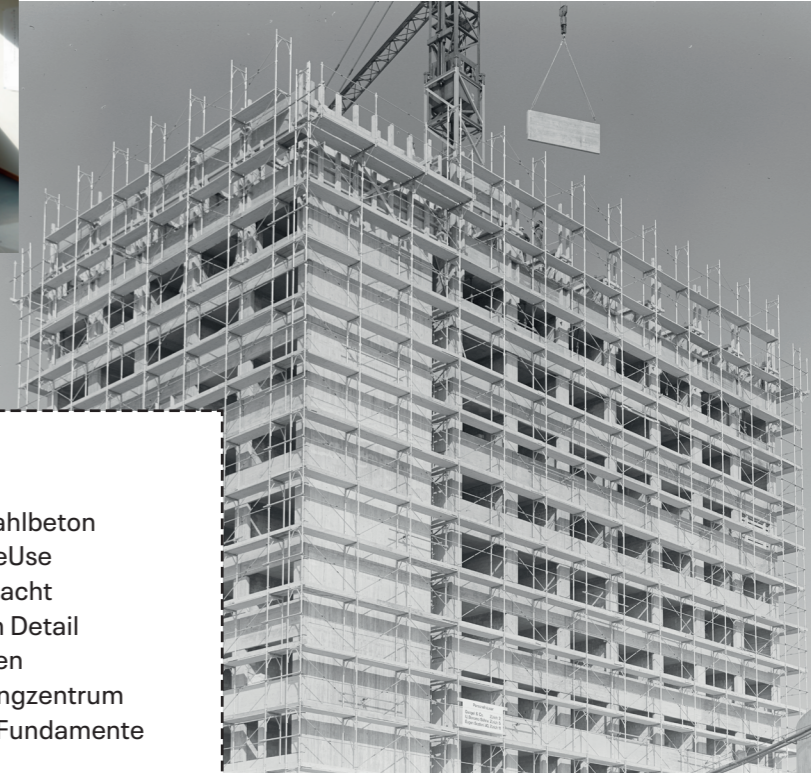 ahlbeton
eUse
acht
n Detail
en
ngzentrum
Fundamente